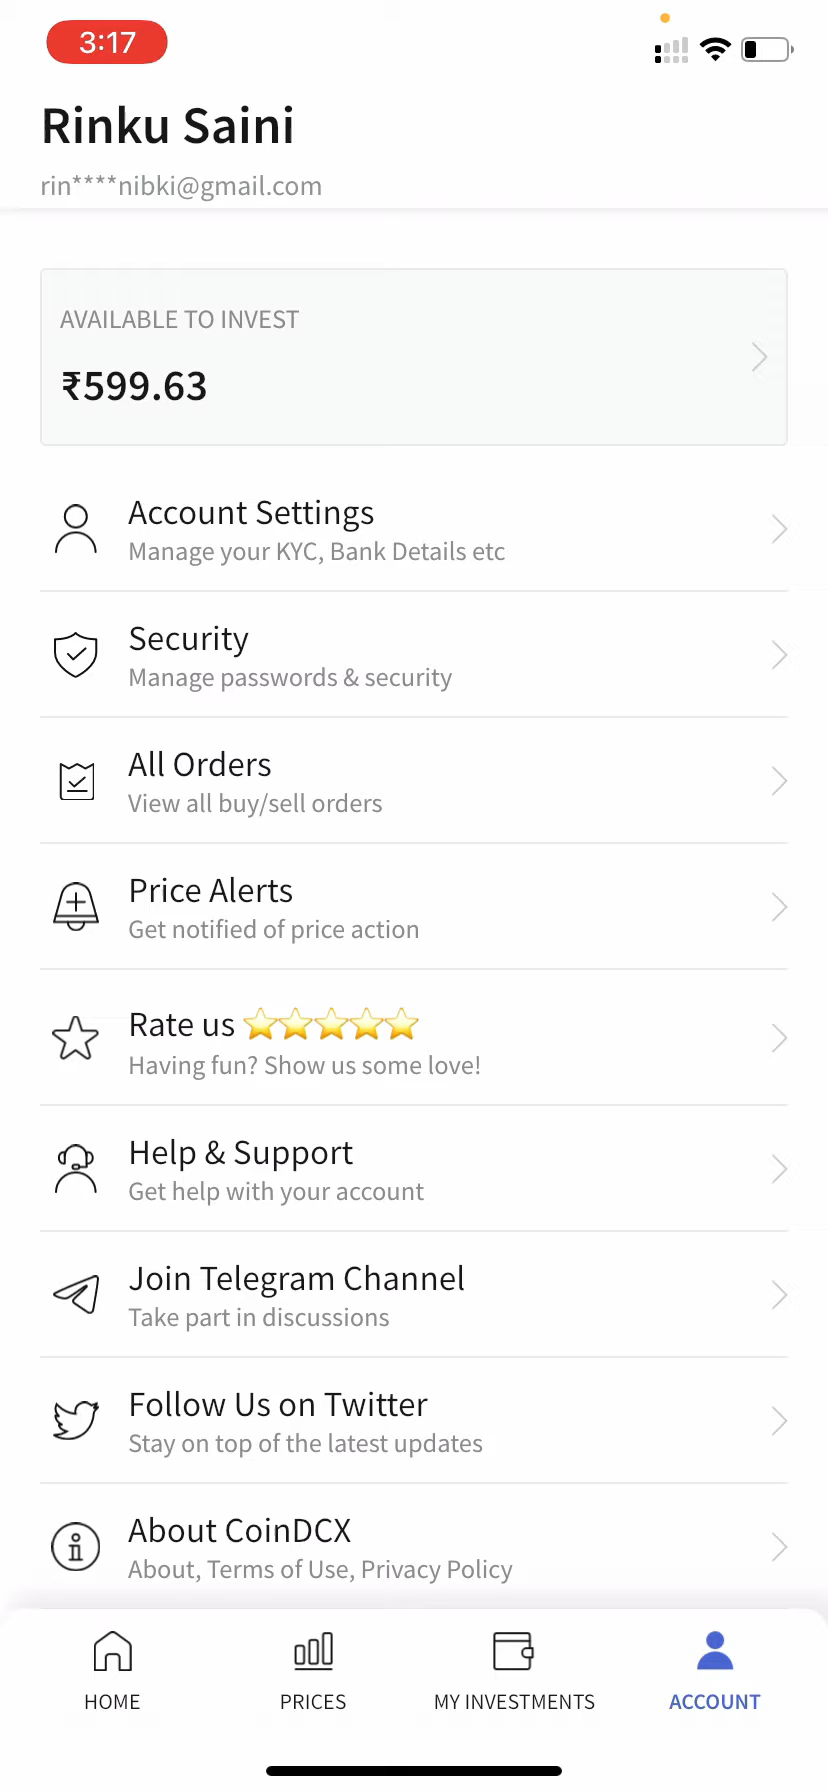 3:17
Rinku Saini
rin****nibki@gmail.com
AVAILABLE TO INVEST
₹599.63
Account Settings
Manage your KYC, Bank Details etc
Security
Manage passwords & security
All Orders
View all buy/sell orders
Price Alerts
Get notified of price action
Rate us ⭐⭐⭐⭐⭐
Having fun? Show us some love!
Help & Support
Get help with your account
Join Telegram Channel
Take part in discussions
Follow Us on Twitter
Stay on top of the latest updates
About CoinDCX
About, Terms of Use, Privacy Policy
HOME PRICES MY INVESTMENTS ACCOUNT